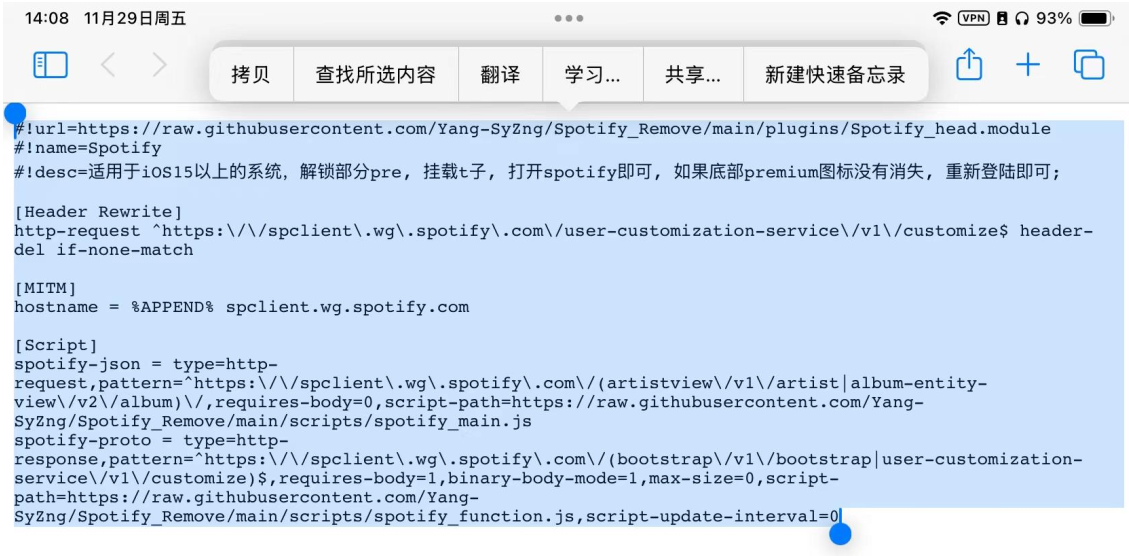 14:08 11月29日周五
VPN 93%
拷贝 查找所选内容 翻译 学习... 共享... 新建快速备忘录
#!url=https://raw.githubusercontent.com/Yang-SyZng/Spotify_Remove/main/plugins/Spotify_head.module
#!name=Spotify
#!desc=适用于iOS15以上的系统，解锁部分pre, 挂载t子, 打开spotify即可, 如果底部premium图标没有消失, 重新登陆即可;
[Header Rewrite]
http-request ^https:\/\/spclient\.wg\.spotify\.com\/user-customization-service\/v1\/customize$ header-
del if-none-match
[MITM]
hostname = %APPEND% spclient.wg.spotify.com
[Script]
spotify-json = type=http-
request,pattern=^https:\/\/spclient\.wg\.spotify\.com\/(artistview\/v1\/artist|album-entity-
view\/v2\/album)\/,requires-body=0,script-path=https://raw.githubusercontent.com/Yang-
SyZng/Spotify_Remove/main/scripts/spotify_main.js
spotify-proto = type=http-
response,pattern=^https:\/\/spclient\.wg\.spotify\.com\/(bootstrap\/v1\/bootstrap|user-customization-
service\/v1\/customize)$,requires-body=1,binary-body-mode=1,max-size=0,script-
path=https://raw.githubusercontent.com/Yang-
SyZng/Spotify_Remove/main/scripts/spotify_function.js,script-update-interval=0